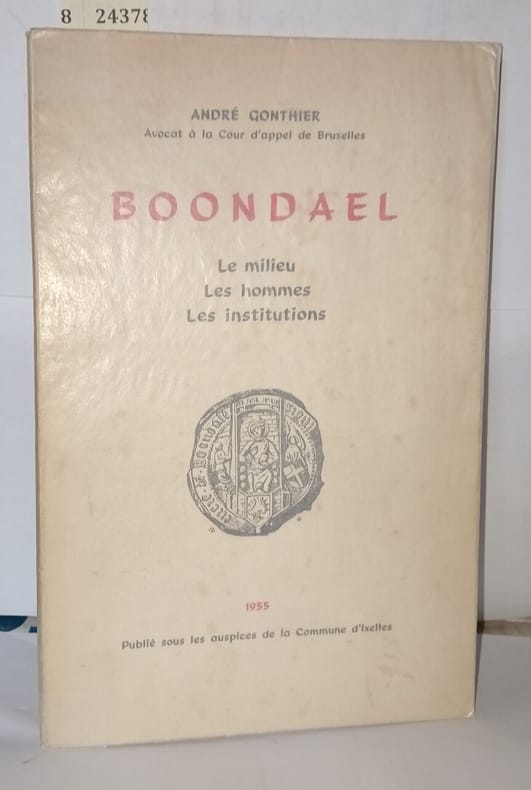 8 24378
ANDRÉ GONTHIER
Avocat à la Cour d'appel de Bruxelles
BOONDAEL
Le milieu
Les hommes
Les institutions
1955
Publié sous les auspices de la Commune d'Ixelles